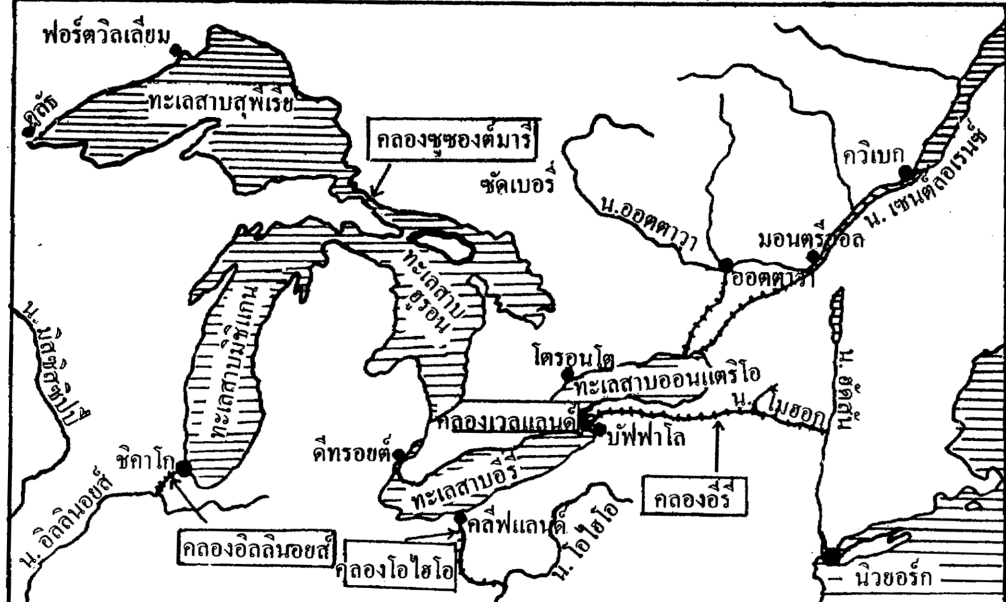 ฟอร์ตวิลเลียม
ดูลัธ
ทะเลสาบสุพีเรีย
คลองซูซองต์มารี
ซัดเบอรี
ควิเบก
น. เซนต์ลอเรนซ์
น.ออตตาวา
มอนตรีออล
ออตตาวา
ทะเลสาบ
ฮูรอน
ทะเลสาบมิชิแกน
น. มิสซิสซิปปี
โตรอนโต
ทะเลสาบออนแตริโอ
น. ฮัดสัน
น. โมฮอก
คลองเวลแลนด์
บัฟฟาโล
ดีทรอยต์
ชิคาโก
ทะเลสาบอีรี
คลองอีรี
น. อิลลินอยส์
คลีฟแลนด์
น. โอไฮโอ
คลองอิลลินอยส์
คลองโอไฮโอ
นิวยอร์ก